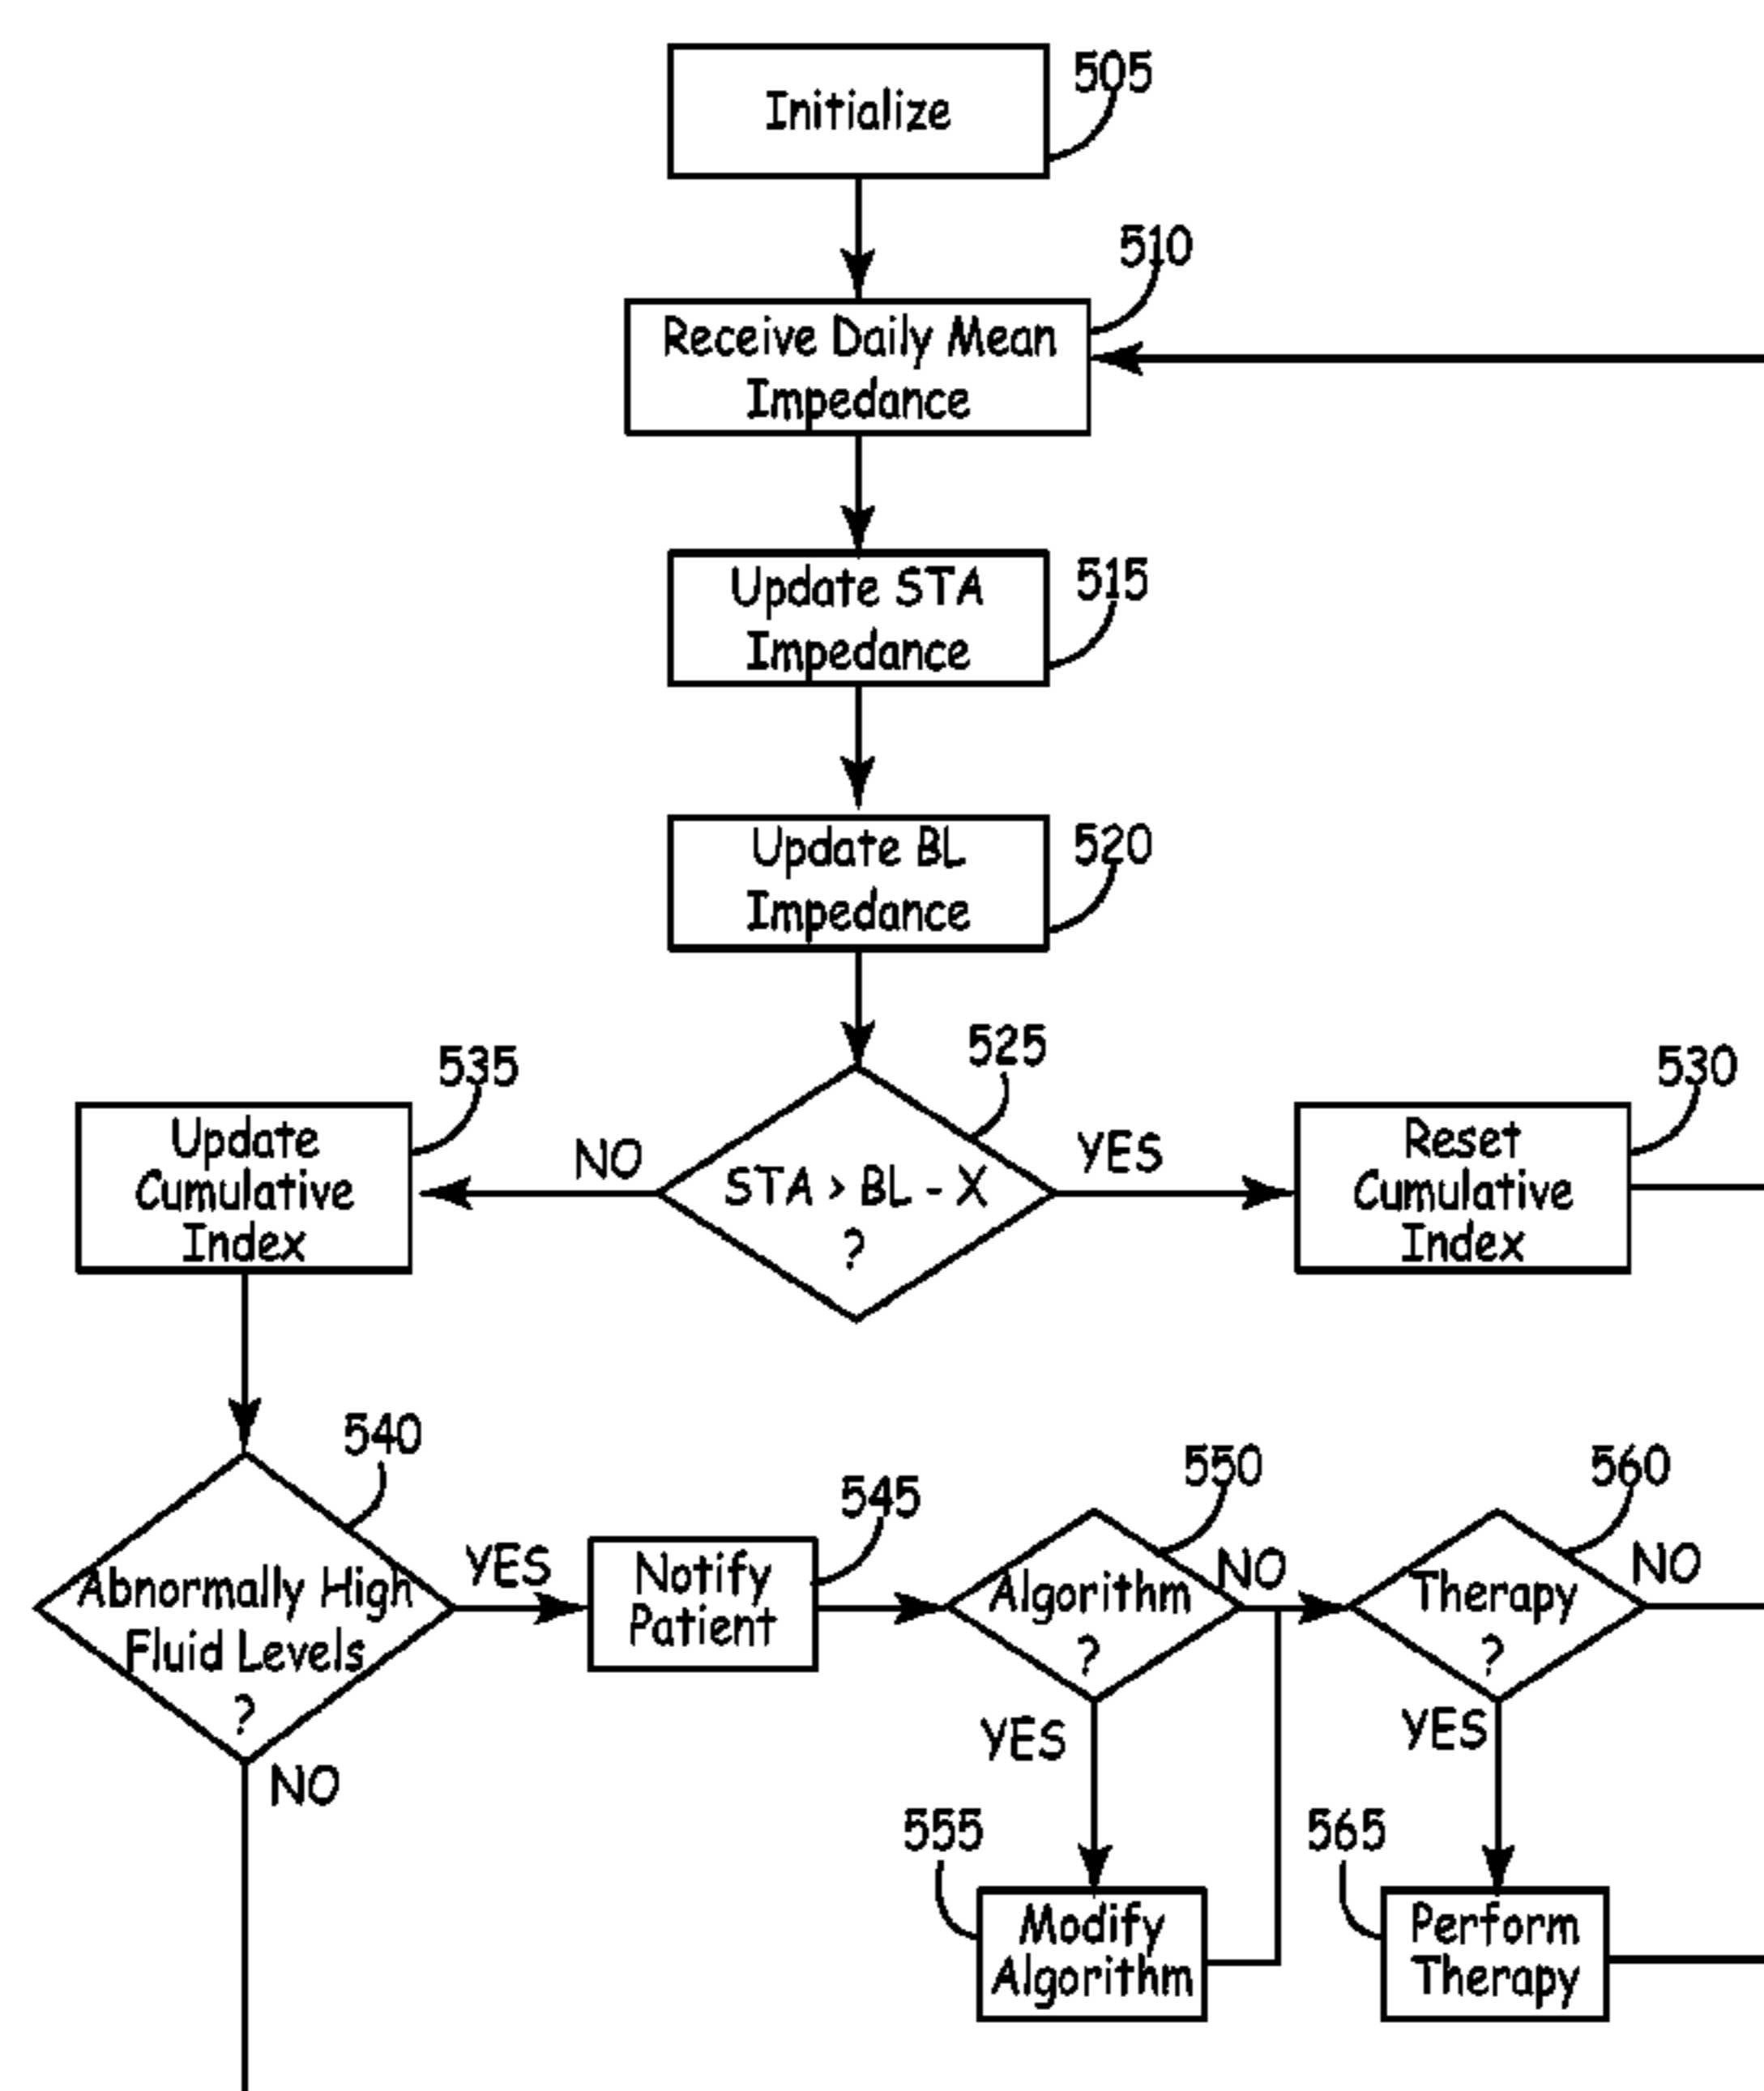 505
Initialize
510
Receive Daily Mean
Impedance
515
Update STA
Impedance
520
Update BL
Impedance
525
STA > BL - X
?
NO
YES
535
Update
Cumulative
Index
530
Reset
Cumulative
Index
540
Abnormally High
Fluid Levels
?
YES
NO
545
Notify
Patient
550
Algorithm
?
NO
YES
560
Therapy
?
NO
YES
555
Modify
Algorithm
565
Perform
Therapy